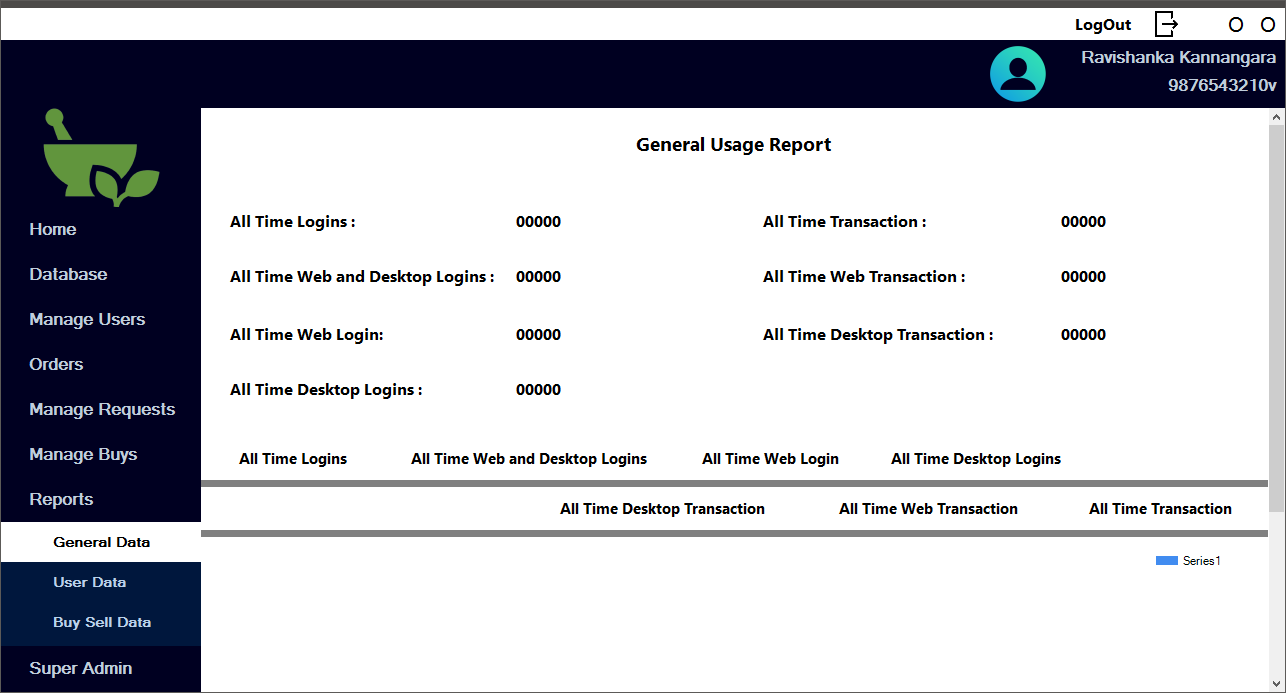 LogOut
Ravishanka Kannangara
9876543210v
General Usage Report
All Time Logins : 00000 All Time Transaction : 00000
All Time Web and Desktop Logins : 00000 All Time Web Transaction : 00000
All Time Web Login: 00000 All Time Desktop Transaction : 00000
All Time Desktop Logins : 00000
All Time Logins All Time Web and Desktop Logins All Time Web Login All Time Desktop Logins
All Time Desktop Transaction All Time Web Transaction All Time Transaction
Series1
Home
Database
Manage Users
Orders
Manage Requests
Manage Buys
Reports
General Data
User Data
Buy Sell Data
Super Admin